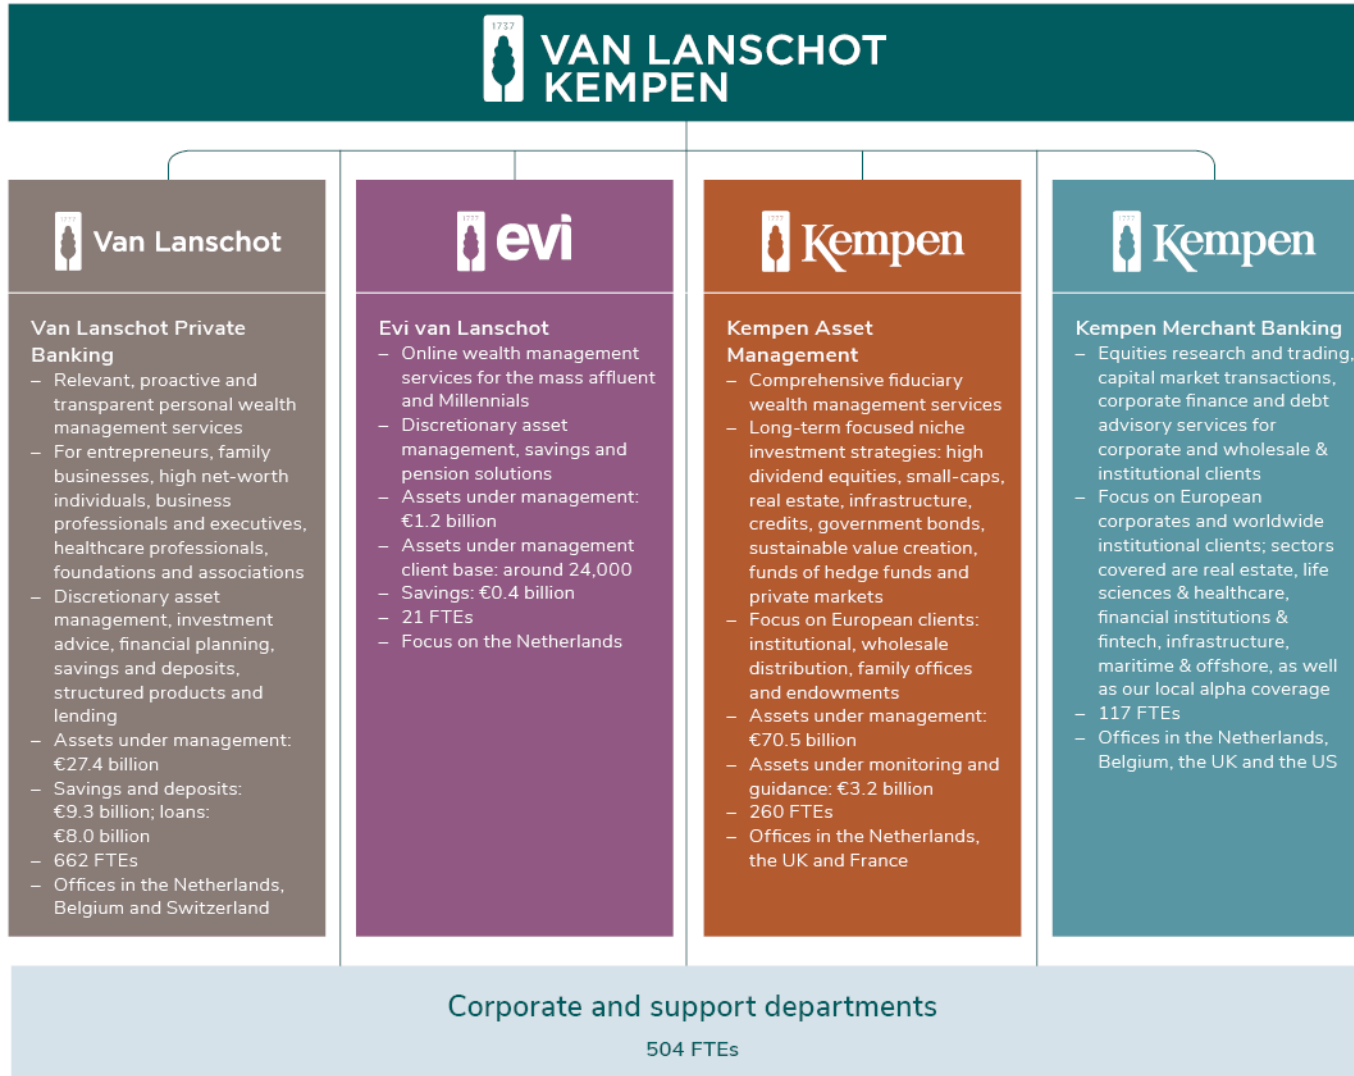 1737
VAN LANSCHOT
KEMPEN
1737
Van Lanschot
Van Lanschot Private
Banking
– Relevant, proactive and
transparent personal wealth
management services
– For entrepreneurs, family
businesses, high net-worth
individuals, business
professionals and executives,
healthcare professionals,
foundations and associations
– Discretionary asset
management, investment
advice, financial planning,
savings and deposits,
structured products and
lending
– Assets under management:
€27.4 billion
– Savings and deposits:
€9.3 billion; loans:
€8.0 billion
– 662 FTEs
– Offices in the Netherlands,
Belgium and Switzerland
1737
evi
Evi van Lanschot
– Online wealth management
services for the mass affluent
and Millennials
– Discretionary asset
management, savings and
pension solutions
– Assets under management:
€1.2 billion
– Assets under management
client base: around 24,000
– Savings: €0.4 billion
– 21 FTEs
– Focus on the Netherlands
1737
Kempen
Kempen Asset
Management
– Comprehensive fiduciary
wealth management services
– Long-term focused niche
investment strategies: high
dividend equities, small-caps,
real estate, infrastructure,
credits, government bonds,
sustainable value creation,
funds of hedge funds and
private markets
– Focus on European clients:
institutional, wholesale
distribution, family offices
and endowments
– Assets under management:
€70.5 billion
– Assets under monitoring and
guidance: €3.2 billion
– 260 FTEs
– Offices in the Netherlands,
the UK and France
1737
Kempen
Kempen Merchant Banking
– Equities research and trading,
capital market transactions,
corporate finance and debt
advisory services for
corporate and wholesale &
institutional clients
– Focus on European
corporates and worldwide
institutional clients; sectors
covered are real estate, life
sciences & healthcare,
financial institutions &
fintech, infrastructure,
maritime & offshore, as well
as our local alpha coverage
– 117 FTEs
– Offices in the Netherlands,
Belgium, the UK and the US
Corporate and support departments
504 FTEs